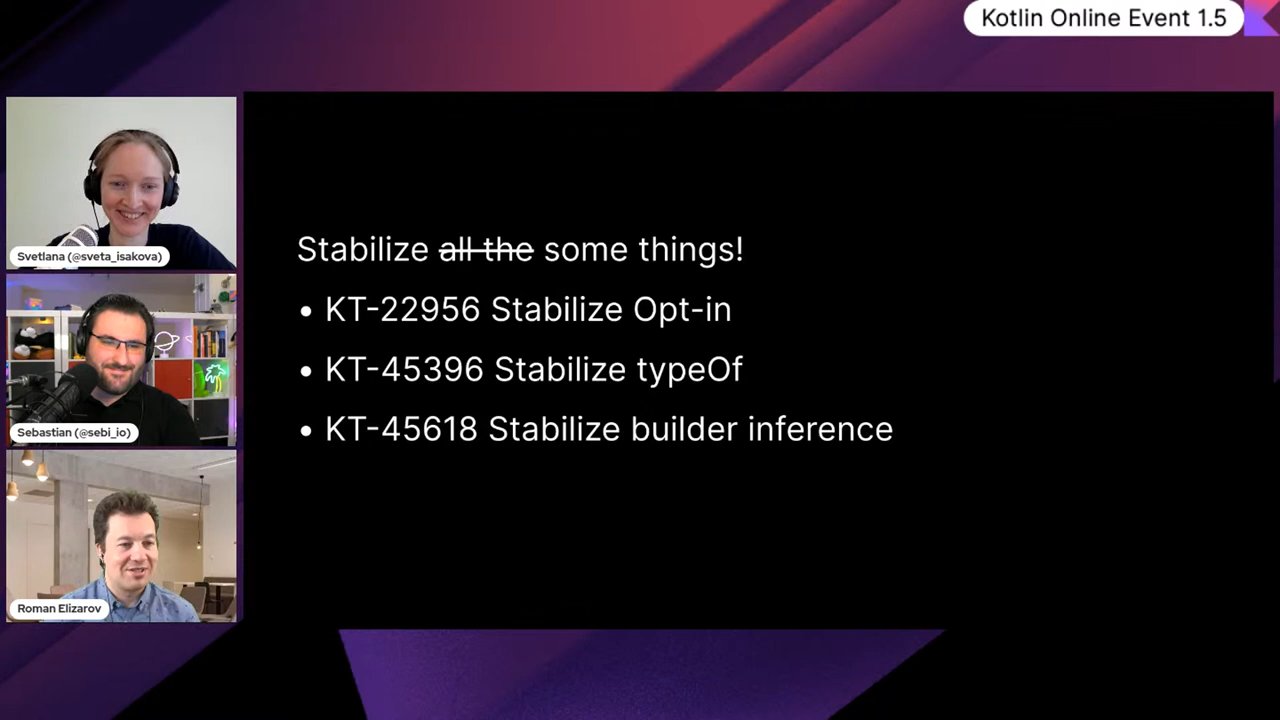 Kotlin Online Event 1.5
Svetlana (@sveta_isakova)
Sebastian (@sebi_io)
Roman Elizarov
Stabilize all the some things!
• KT-22956 Stabilize Opt-in
• KT-45396 Stabilize typeOf
• KT-45618 Stabilize builder inference